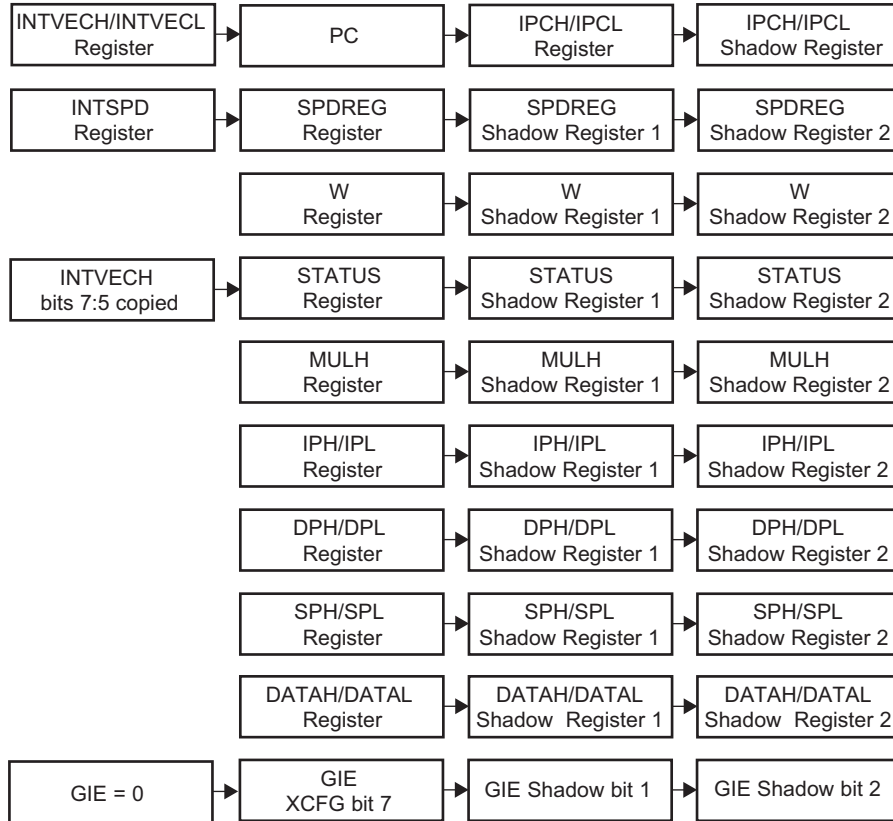 INTVECH/INTVECL
Register
PC
IPCH/IPCL
Register
IPCH/IPCL
Shadow Register
INTSPD
Register
SPDREG
Register
SPDREG
Shadow Register 1
SPDREG
Shadow Register 2
W
Register
W
Shadow Register 1
W
Shadow Register 2
INTVECH
bits 7:5 copied
STATUS
Register
STATUS
Shadow Register 1
STATUS
Shadow Register 2
MULH
Register
MULH
Shadow Register 1
MULH
Shadow Register 2
IPH/IPL
Register
IPH/IPL
Shadow Register 1
IPH/IPL
Shadow Register 2
DPH/DPL
Register
DPH/DPL
Shadow Register 1
DPH/DPL
Shadow Register 2
SPH/SPL
Register
SPH/SPL
Shadow Register 1
SPH/SPL
Shadow Register 2
DATAH/DATAL
Register
DATAH/DATAL
Shadow Register 1
DATAH/DATAL
Shadow Register 2
GIE = 0
GIE
XCFG bit 7
GIE Shadow bit 1
GIE Shadow bit 2